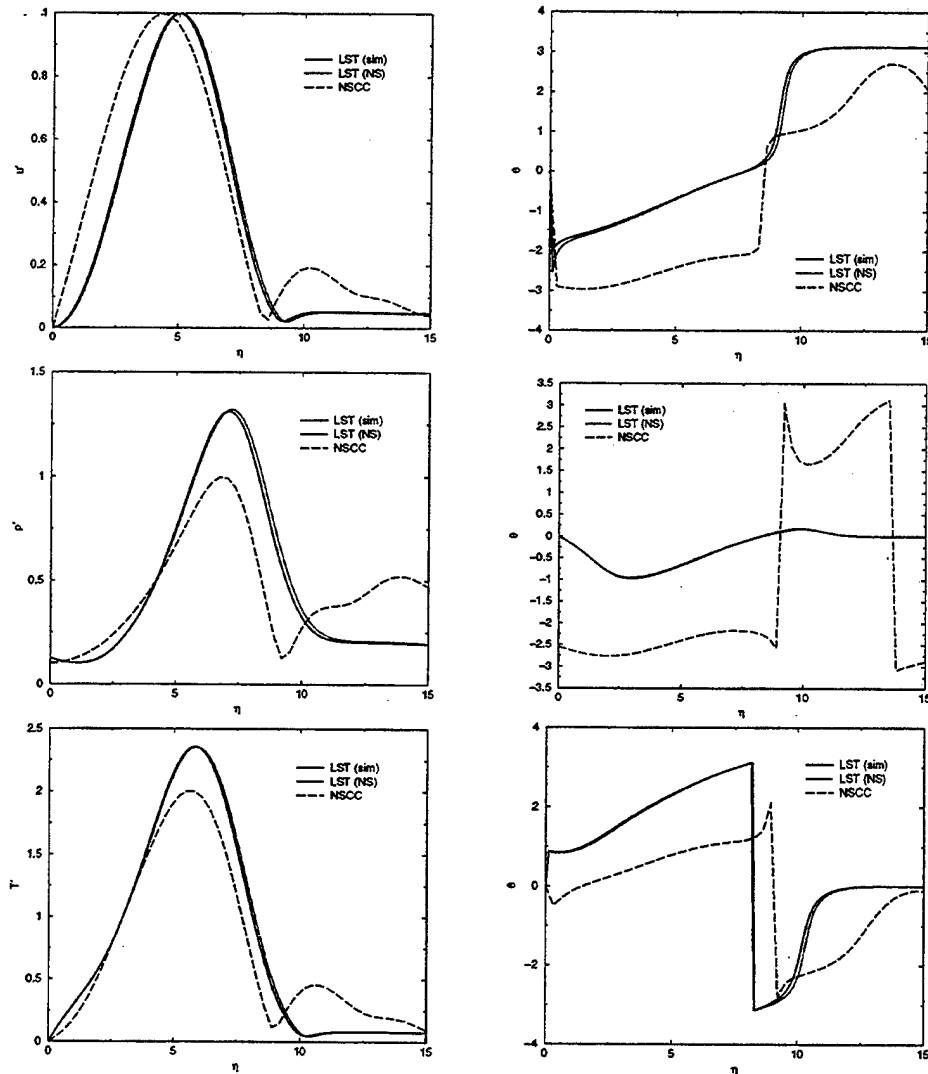 1
0.8
0.6
0.4
0.2
0
0
5
10
15
u'
η
LST (sim)
LST (NS)
NSCC
4
3
2
1
0
−1
−2
−3
−4
0
5
10
15
θ
η
LST (sim)
LST (NS)
NSCC
1.5
1
0.5
0
0
5
10
15
ρ'
η
LST (sim)
LST (NS)
NSCC
3.5
3
2.5
2
1.5
1
0.5
0
−0.5
−1
−1.5
−2
−2.5
−3
−3.5
0
5
10
15
θ
η
LST (sim)
LST (NS)
NSCC
2.5
2
1.5
1
0.5
0
0
5
10
15
T'
η
LST (sim)
LST (NS)
NSCC
4
2
0
−2
−4
0
5
10
15
θ
η
LST (sim)
LST (NS)
NSCC